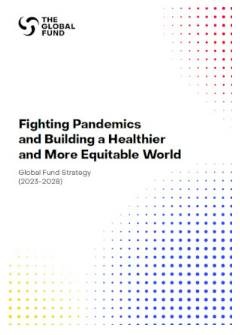 THE
GLOBAL
FUND
Fighting Pandemics
and Building a Healthier
and More Equitable World
Global Fund Strategy
(2023-2028)